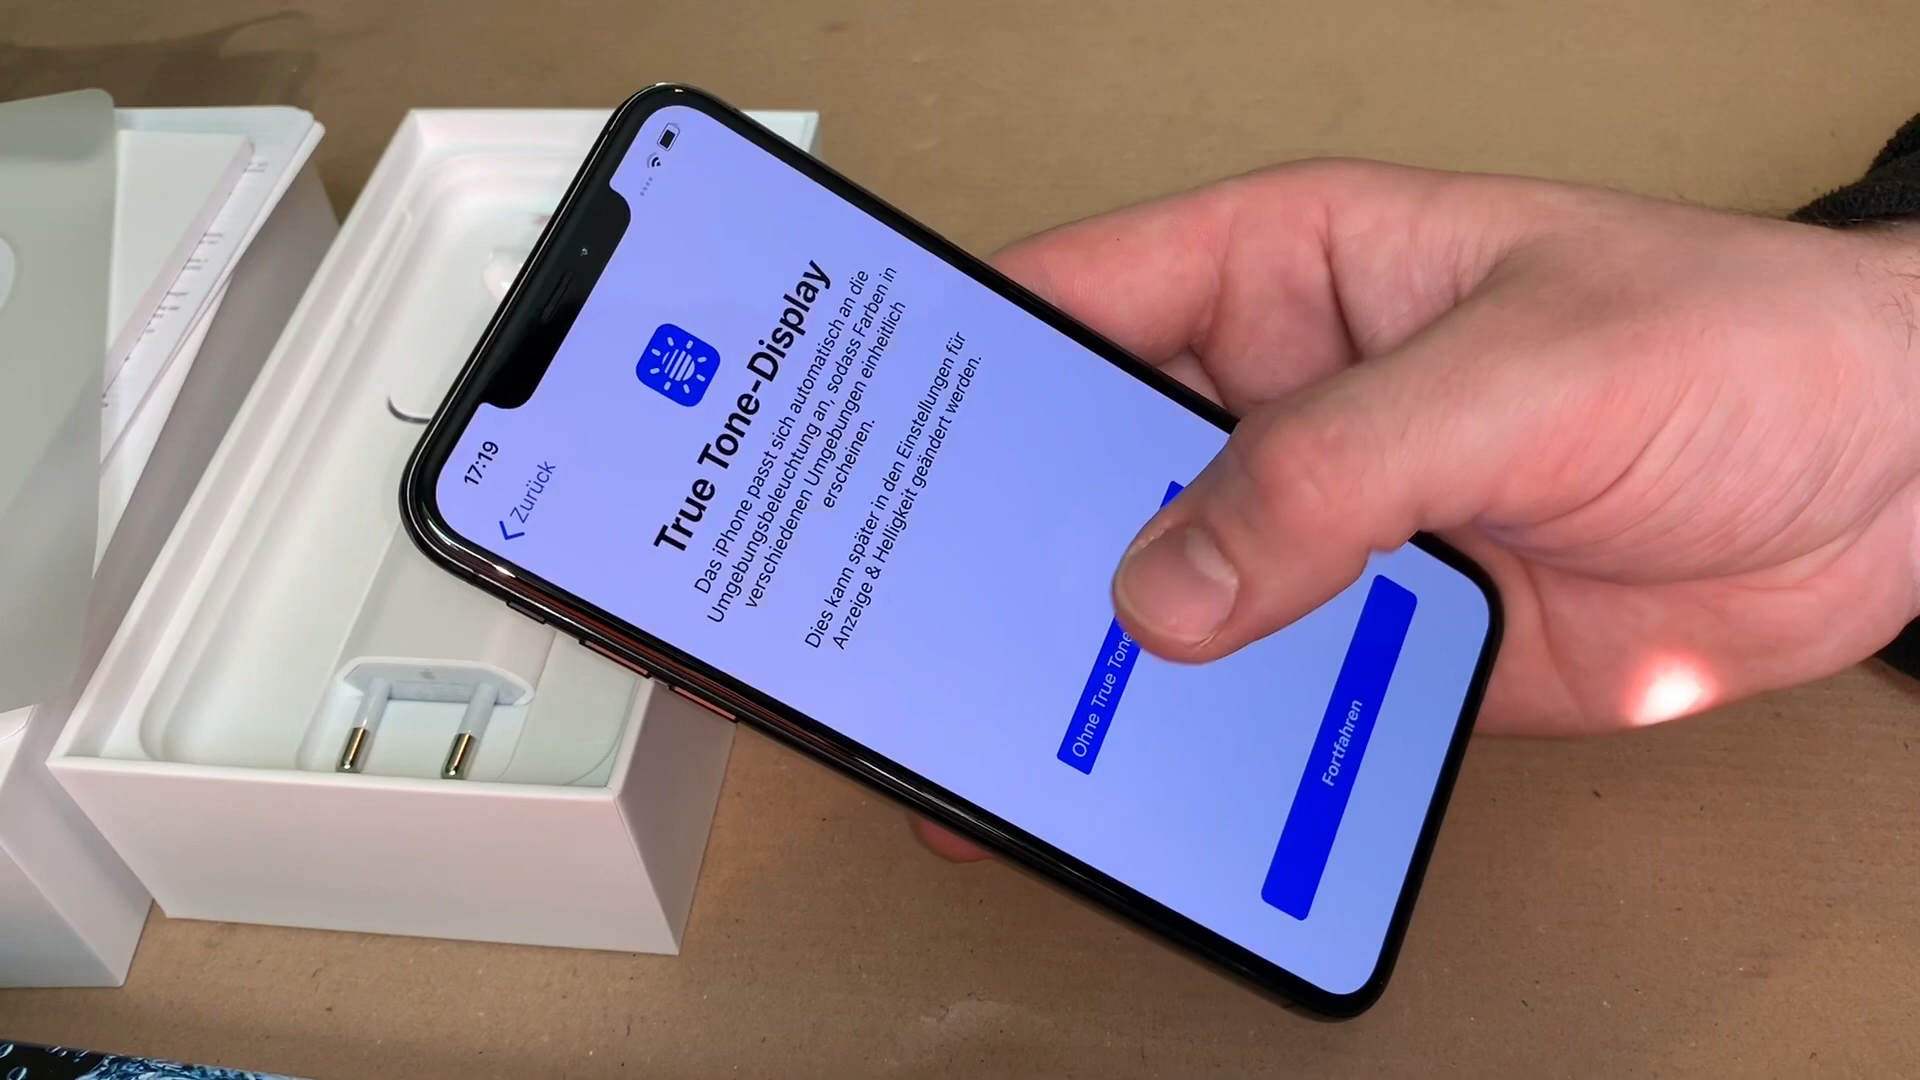 17:19
Zurück
True Tone-Display
Das iPhone passt sich automatisch an die
Umgebungsbeleuchtung an, sodass Farben in
verschiedenen Umgebungen einheitlich
erscheinen.
Dies kann später in den Einstellungen für
Anzeige & Helligkeit geändert werden.
Ohne True Tone
Fortfahren